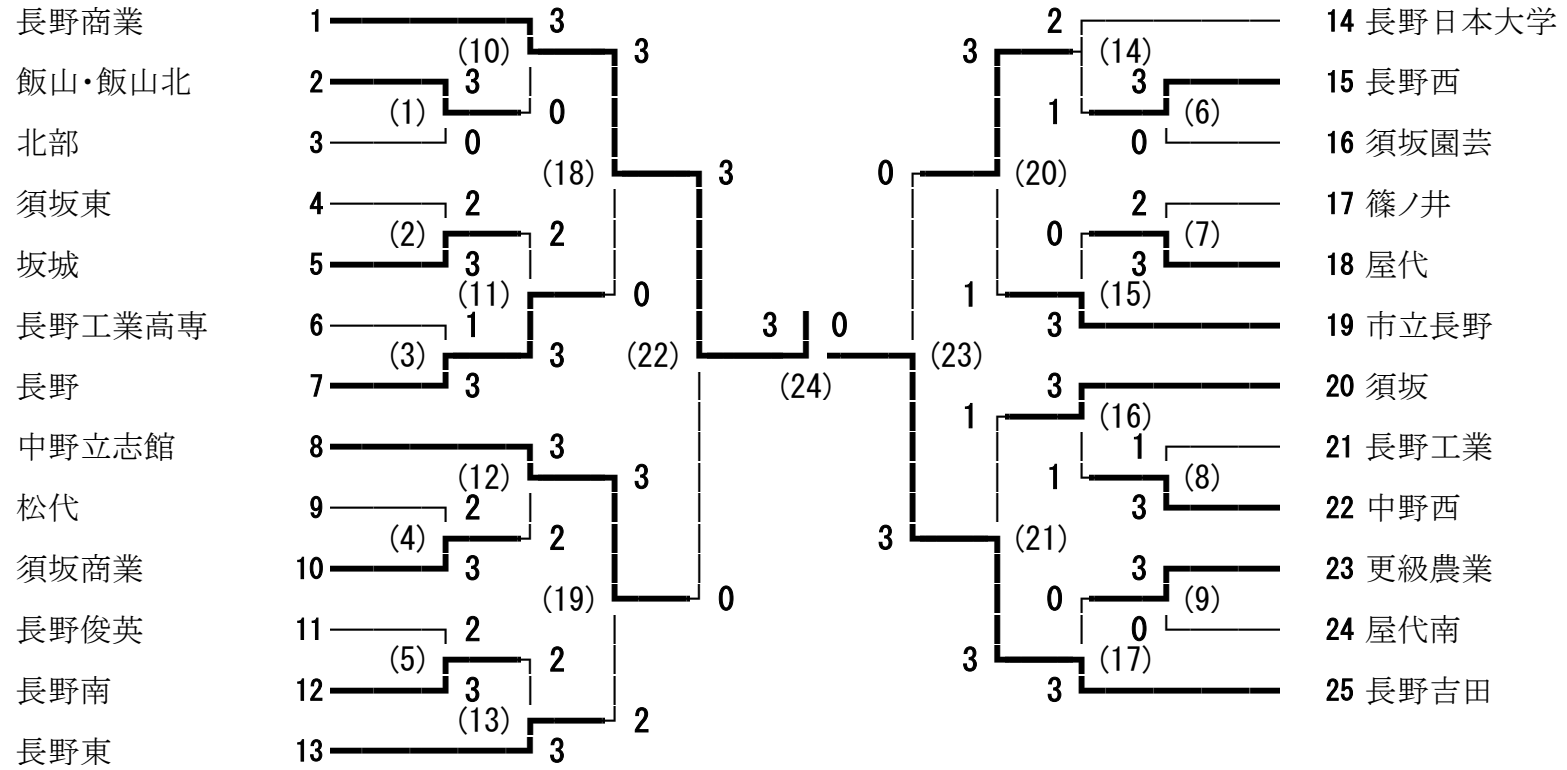 長野商業 1 3 2 14 長野日本大学
(10) 3 3 (14)
飯山・飯山北 2 3 3 15 長野西
(1) 0 1 (6)
北部 3 0 0 16 須坂園芸
(18) 3 0 (20)
須坂東 4 2 2 17 篠ノ井
(2) 2 0 (7)
坂城 5 3 3 18 屋代
(11) 0 1 (15)
長野工業高専 6 1 3 0 3 19 市立長野
(3) 3 (22) (24) (23)
長野 7 3 3 20 須坂
1 (16)
中野立志館 8 3 1 21 長野工業
(12) 3 1 (8)
松代 9 2 3 22 中野西
(4) 2 3 (21)
須坂商業 10 3 3 23 更級農業
(19) 0 0 (9)
長野俊英 11 2 0 24 屋代南
(5) 2 3 (17)
長野南 12 3 3 25 長野吉田
(13) 2
長野東 13 3